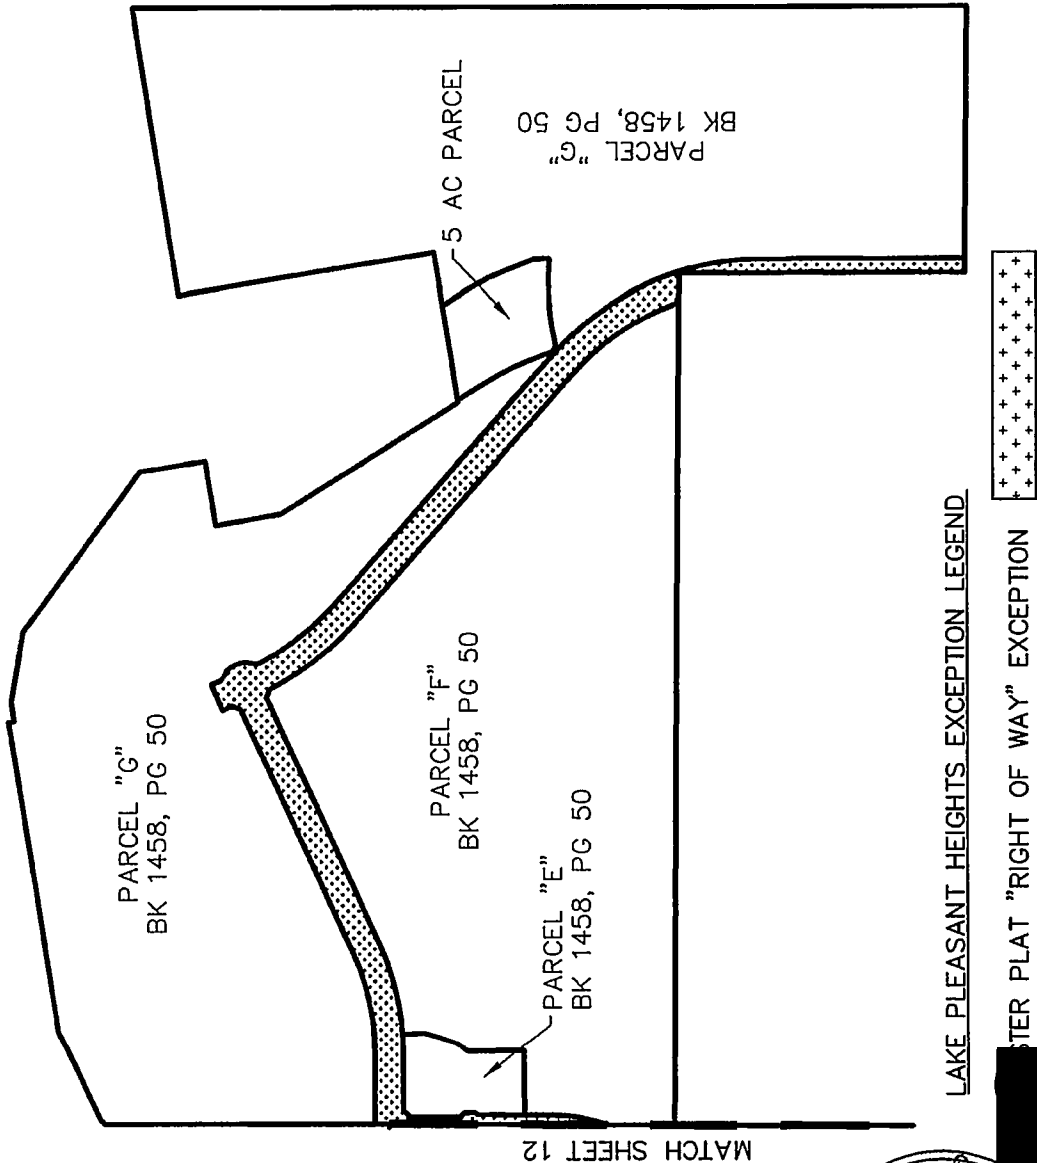 PARCEL "G"
BK 1458, PG 50
5 AC PARCEL
PARCEL "G"
BK 1458, PG 50
PARCEL "F"
BK 1458, PG 50
PARCEL "E"
BK 1458, PG 50
MATCH SHEET 12
LAKE PLEASANT HEIGHTS EXCEPTION LEGEND
STER PLAT "RIGHT OF WAY" EXCEPTION